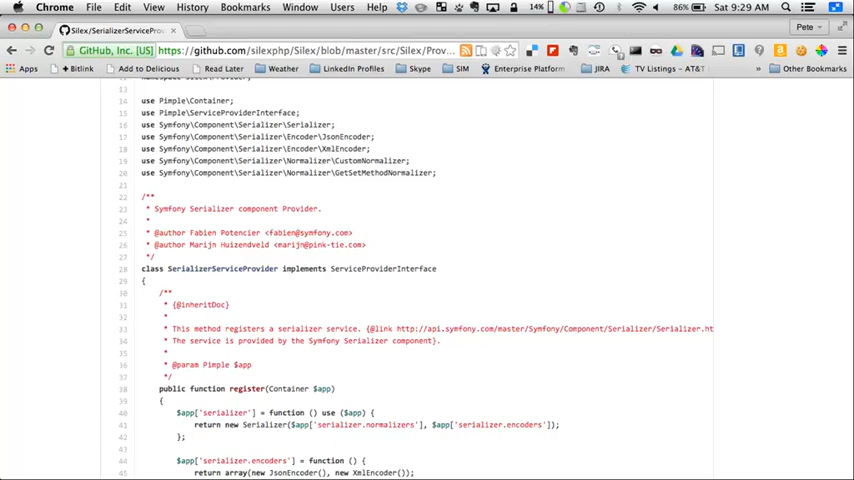 Chrome File Edit View History Bookmarks Window Users Help 14% 86% Sat 9:29 AM
Silex/SerializerServiceProv Pete
GitHub, Inc. [US] https://github.com/silexphp/Silex/blob/master/src/Silex/Prov...
Apps + Bitlink Add to Delicious Read Later Weather LinkedIn Profiles Skype SIM Enterprise Platform JIRA TV Listings - AT&T » Other Bookmarks
13
14 use Pimple\Container;
15 use Pimple\ServiceProviderInterface;
16 use Symfony\Component\Serializer\Serializer;
17 use Symfony\Component\Serializer\Encoder\JsonEncoder;
18 use Symfony\Component\Serializer\Encoder\XmlEncoder;
19 use Symfony\Component\Serializer\Normalizer\CustomNormalizer;
20 use Symfony\Component\Serializer\Normalizer\GetSetMethodNormalizer;
21
22 /**
23 * Symfony Serializer component Provider.
24 *
25 * @author Fabien Potencier <fabien@symfony.com>
26 * @author Marijn Huizendveld <marijn@pink-tie.com>
27 */
28 class SerializerServiceProvider implements ServiceProviderInterface
29 {
30 /**
31 * {@inheritDoc}
32 *
33 * This method registers a serializer service. {@link http://api.symfony.com/master/Symfony/Component/Serializer/Serializer.ht
34 * The service is provided by the Symfony Serializer component}.
35 *
36 * @param Pimple $app
37 */
38 public function register(Container $app)
39 {
40 $app['serializer'] = function () use ($app) {
41 return new Serializer($app['serializer.normalizers'], $app['serializer.encoders']);
42 };
43
44 $app['serializer.encoders'] = function () {
45 return array(new JsonEncoder(), new XmlEncoder());